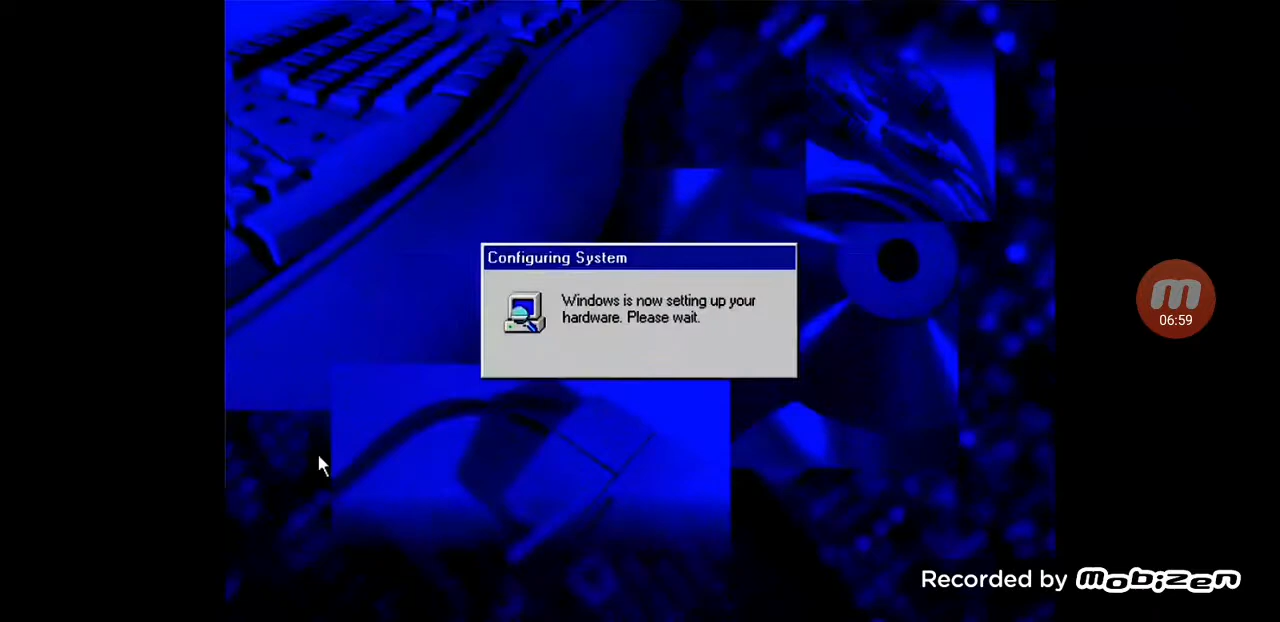 Configuring System
Windows is now setting up your
hardware. Please wait.
06:59
Recorded by mobizen